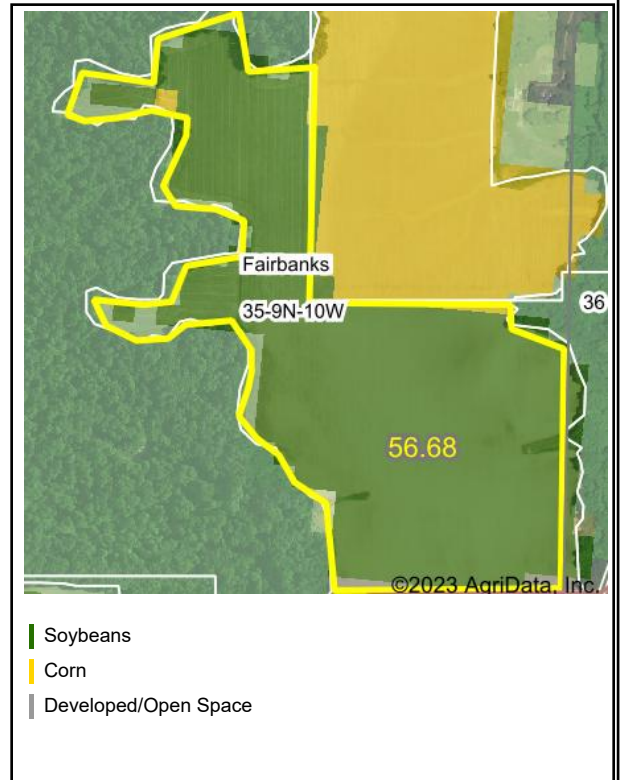 Fairbanks
35-9N-10W
36
56.68
©2023 AgriData, Inc.
Soybeans
Corn
Developed/Open Space